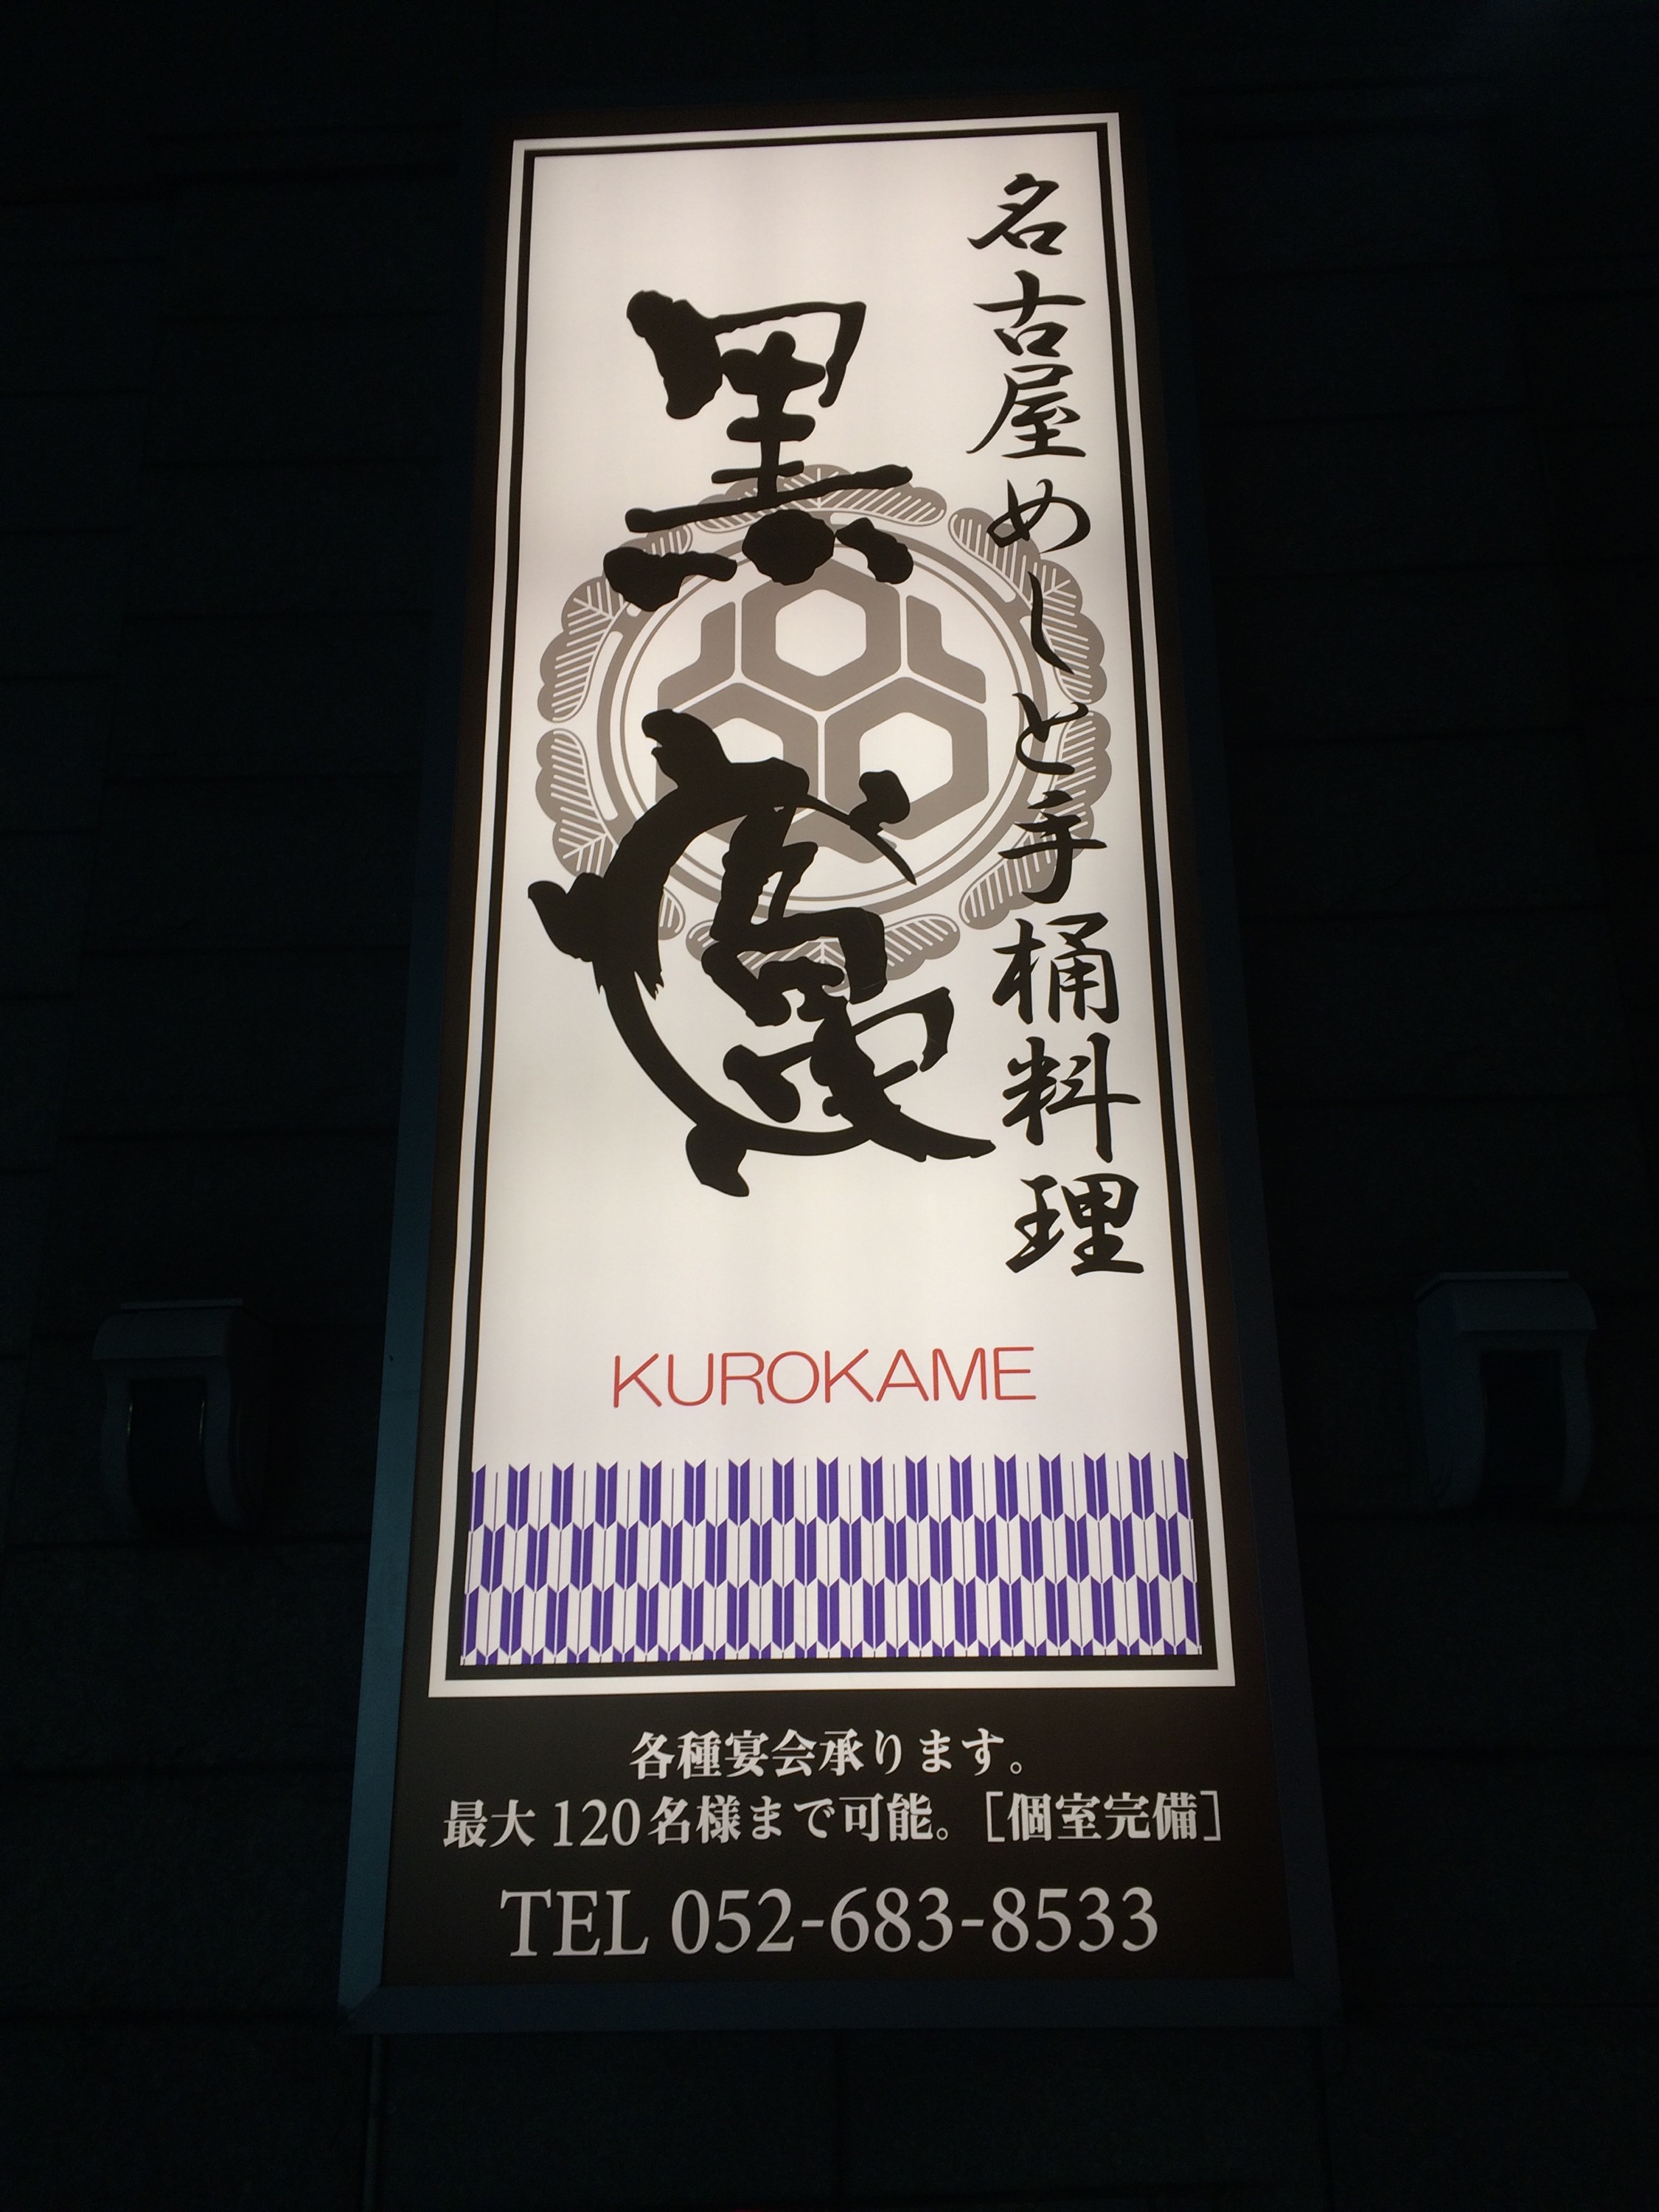 名古屋めしと手桶料理
黒
KUROKAME
各種宴会承ります。
最大120名様まで可能。［個室完備］
TEL 052-683-8533